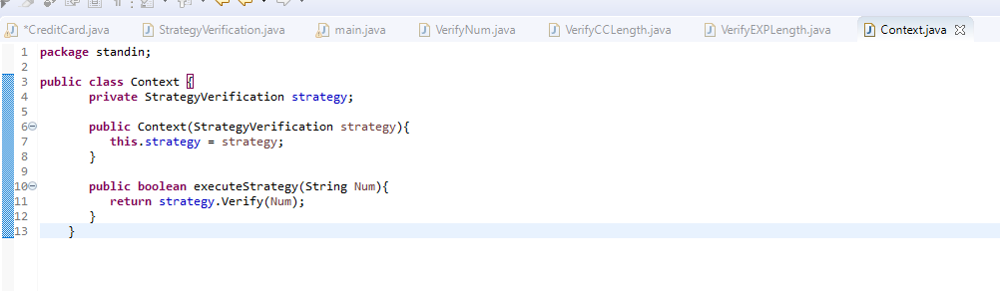 *CreditCard.java StrategyVerification.java main.java VerifyNum.java VerifyCCLength.java VerifyEXPLength.java Context.java
1 package standin;
2
3 public class Context {
4 private StrategyVerification strategy;
5
6 public Context(StrategyVerification strategy){
7 this.strategy = strategy;
8 }
9
10 public boolean executeStrategy(String Num){
11 return strategy.Verify(Num);
12 }
13 }